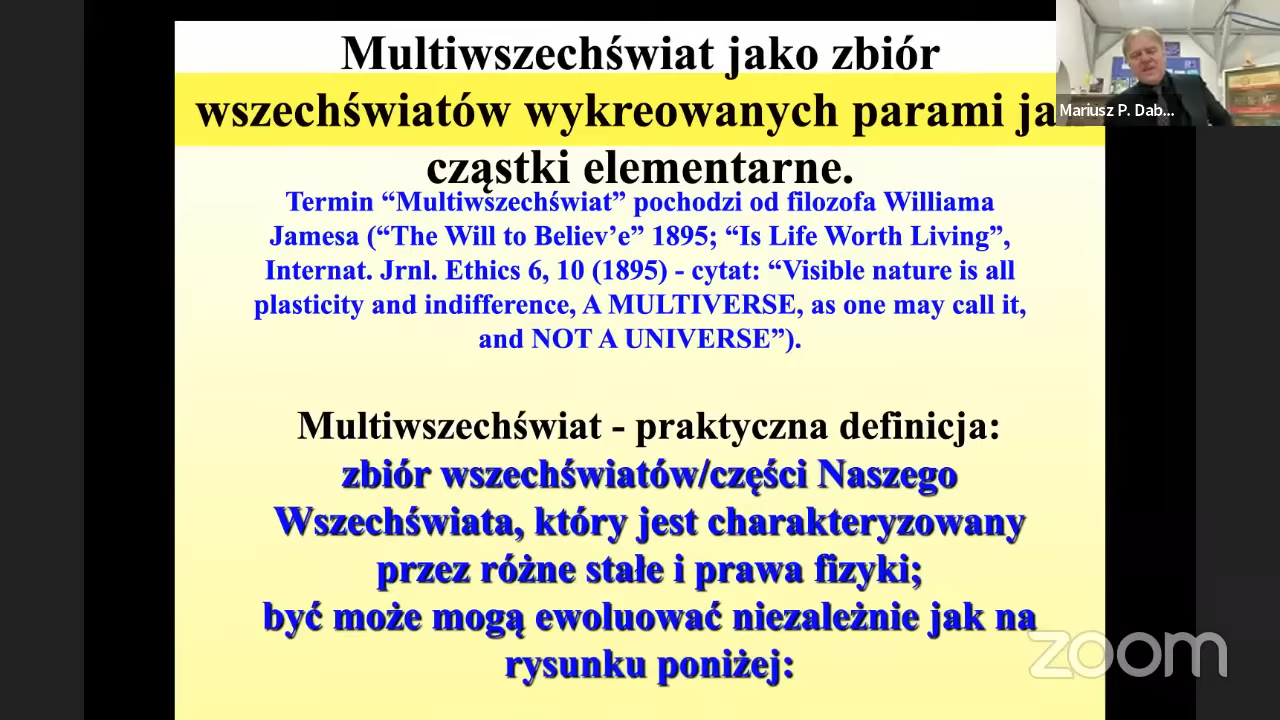 Multiwszechświat jako zbiór
wszechświatów wykreowanych parami ja
cząstki elementarne.
Termin “Multiwszechświat” pochodzi od filozofa Williama
Jamesa (“The Will to Believ’e” 1895; “Is Life Worth Living”,
Internat. Jrnl. Ethics 6, 10 (1895) - cytat: “Visible nature is all
plasticity and indifference, A MULTIVERSE, as one may call it,
and NOT A UNIVERSE”).
Multiwszechświat - praktyczna definicja:
zbiór wszechświatów/części Naszego
Wszechświata, który jest charakteryzowany
przez różne stałe i prawa fizyki;
być może mogą ewoluować niezależnie jak na
rysunku poniżej:
Mariusz P. Dab...
zoom